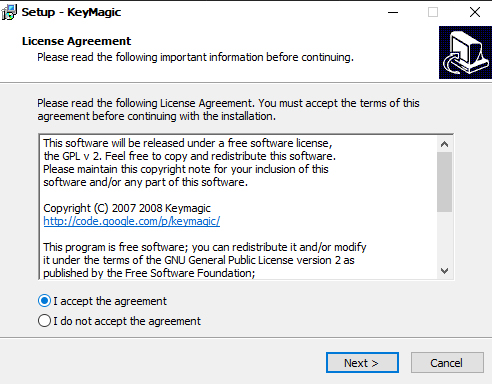 Setup - KeyMagic
License Agreement
Please read the following important information before continuing.
Please read the following License Agreement. You must accept the terms of this
agreement before continuing with the installation.
This software will be released under a free software license,
the GPL v 2. Feel free to copy and redistribute this software.
Please maintain this copyright note for your inclusion of this
software and/or any part of this software.
Copyright (C) 2007 2008 Keymagic
http://code.google.com/p/keymagic/
This program is free software; you can redistribute it and/or modify
it under the terms of the GNU General Public License version 2 as
published by the Free Software Foundation;
I accept the agreement
I do not accept the agreement
Next >
Cancel